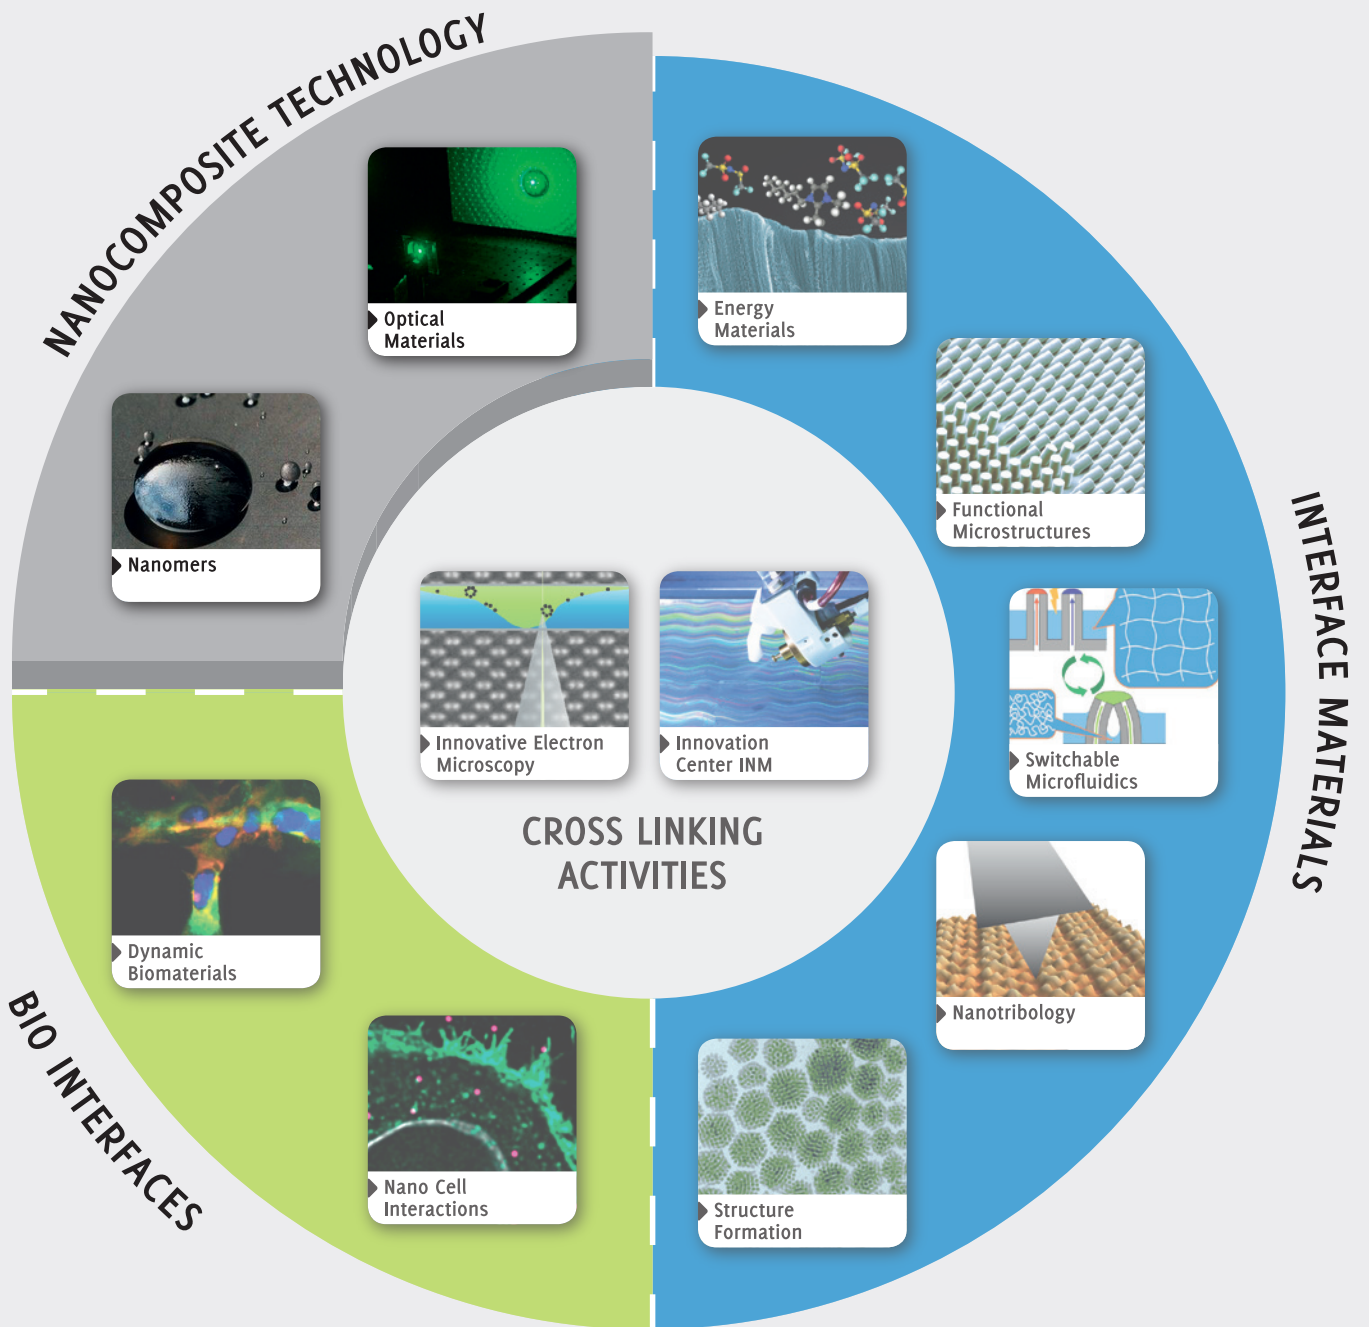 NANOCOMPOSITE TECHNOLOGY
Optical
Materials
Nanomers
Energy
Materials
Functional
Microstructures
Switchable
Microfluidics
Nanotribology
Structure
Formation
INTERFACE MATERIALS
Innovative Electron
Microscopy
Innovation
Center INM
CROSS LINKING
ACTIVITIES
Dynamic
Biomaterials
Nano Cell
Interactions
BIO INTERFACES